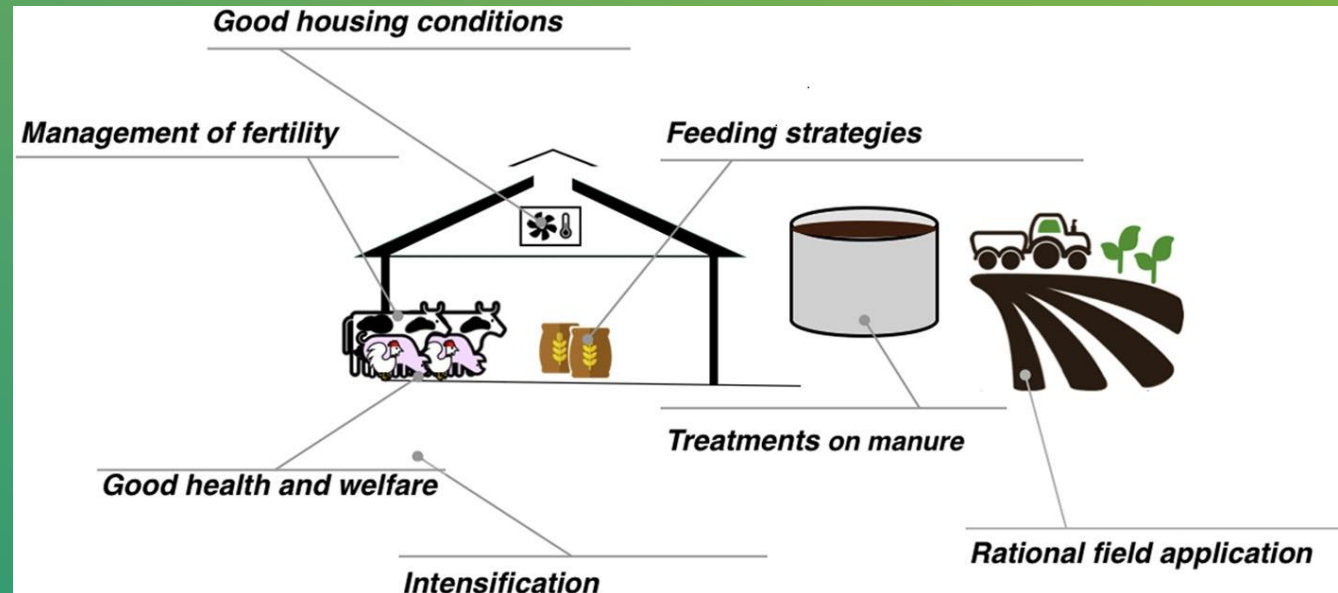 Good housing conditions
Management of fertility
Feeding strategies
Treatments on manure
Good health and welfare
Rational field application
Intensification